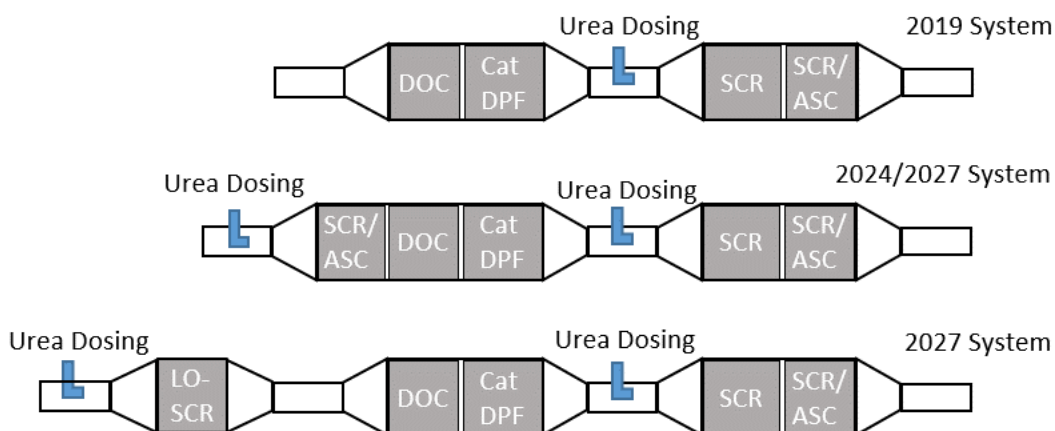 Urea Dosing
2019 System
DOC
Cat
DPF
SCR
SCR/
ASC
Urea Dosing
Urea Dosing
2024/2027 System
SCR/
ASC
DOC
Cat
DPF
SCR
SCR/
ASC
Urea Dosing
Urea Dosing
2027 System
LO-
SCR
DOC
Cat
DPF
SCR
SCR/
ASC